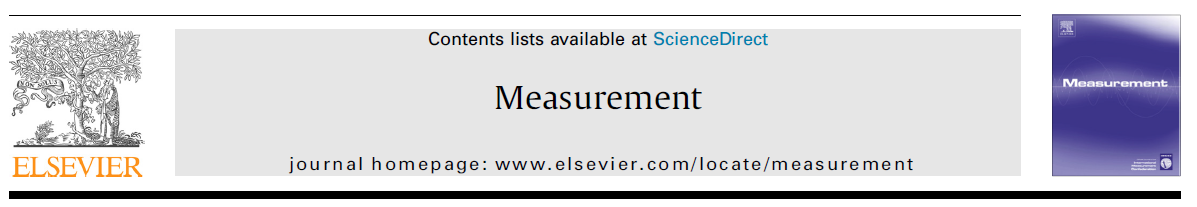 Contents lists available at ScienceDirect
Measurement
journal homepage: www.elsevier.com/locate/measurement
ELSEVIER
Measurement